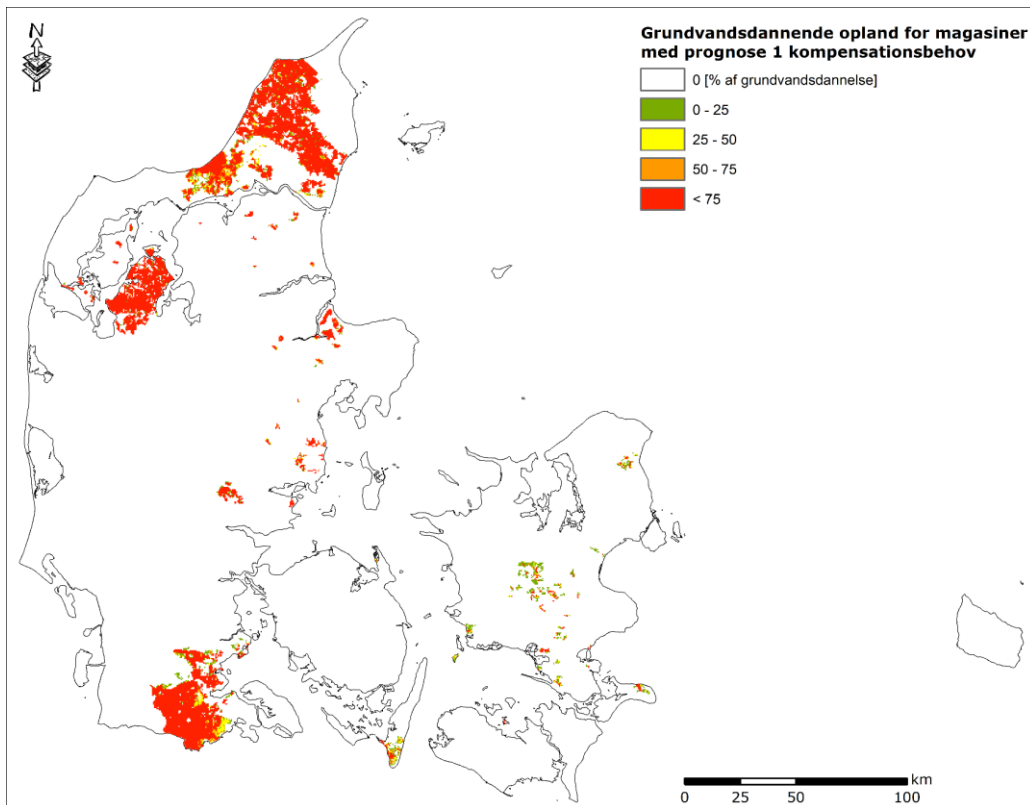 N
Grundvandsdannende opland for magasiner
med prognose 1 kompensationsbehov
0 [% af grundvandsdannelse]
0 - 25
25 - 50
50 - 75
< 75
km
0 25 50 100